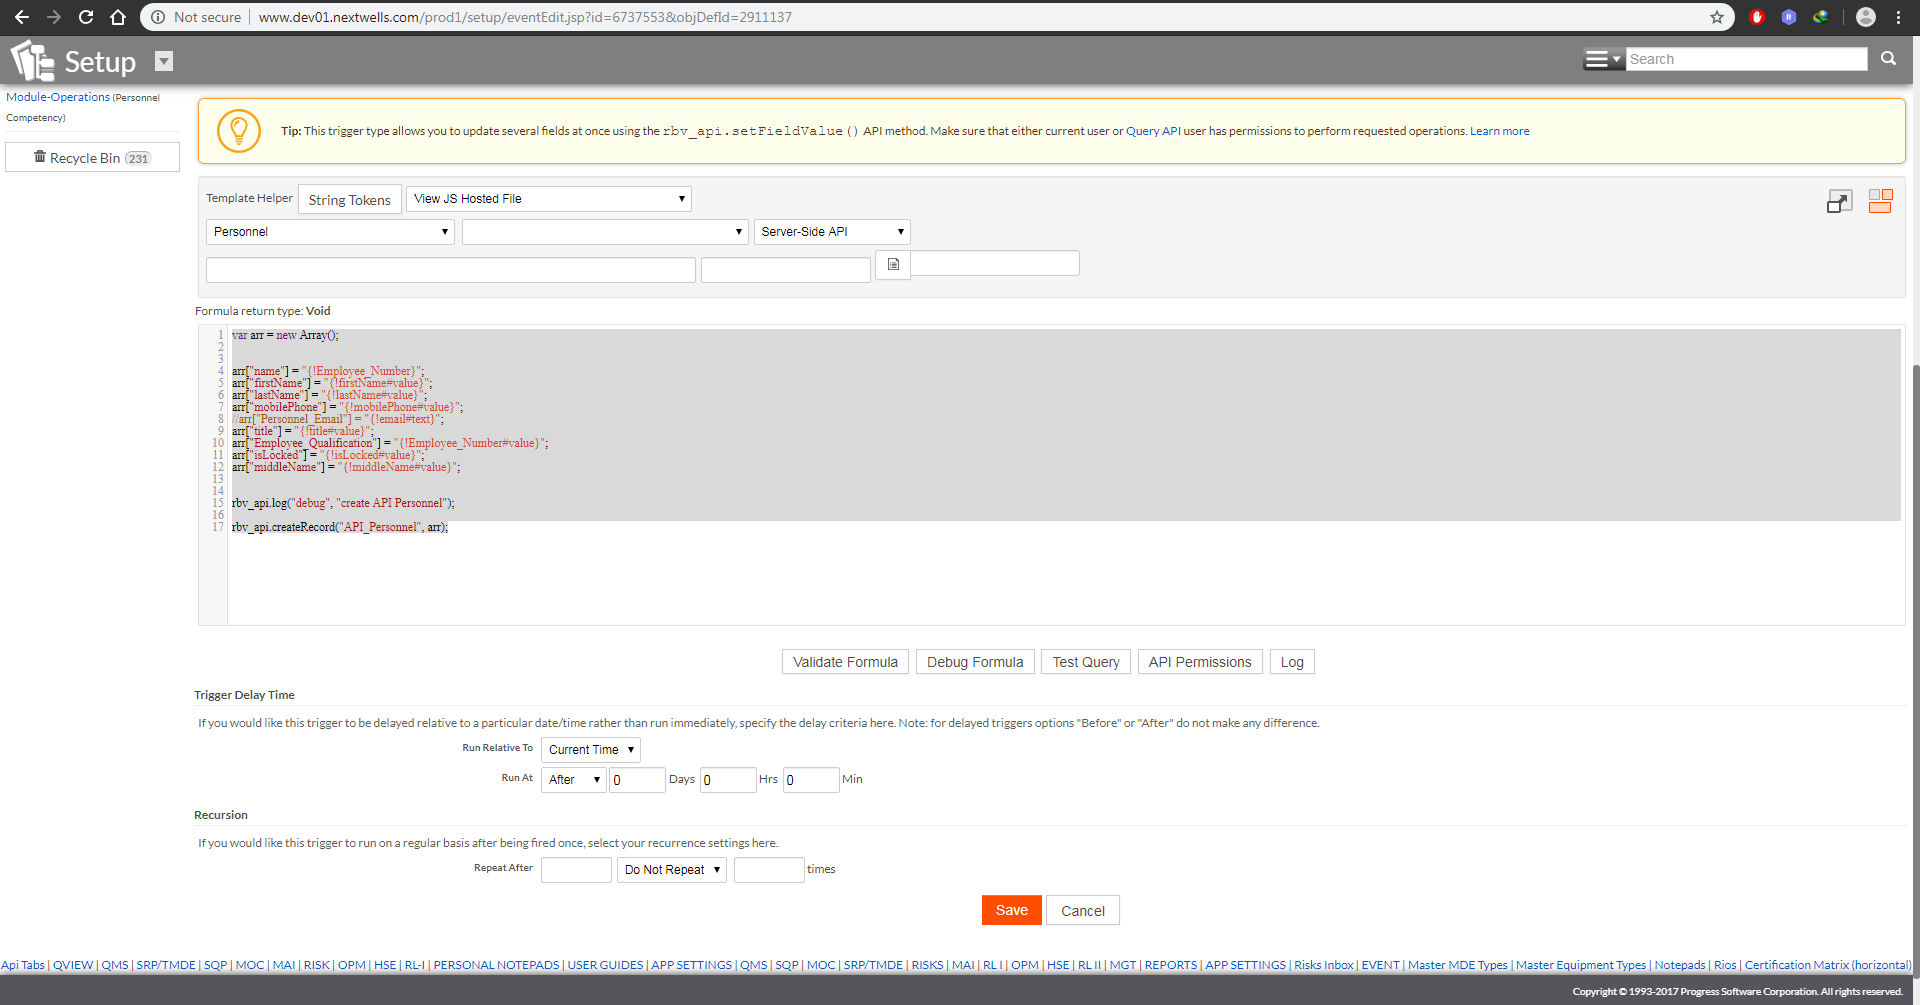 Not secure | www.dev01.nextwells.com/prod1/setup/eventEdit.jsp?id=6737553&objDefId=2911137
Setup
Search
Module-Operations (Personnel
Competency)
Recycle Bin (231)
Tip: This trigger type allows you to update several fields at once using the rbv_api.setFieldValue() API method. Make sure that either current user or Query API user has permissions to perform requested operations. Learn more
Template Helper String Tokens View JS Hosted File
Personnel Server-Side API
Formula return type: Void
1 var arr = new Array();
2
3
4 arr["name"] = "{!Employee_Number}";
5 arr["firstName"] = "{!firstName#value}";
6 arr["lastName"] = "{!lastName#value}";
7 arr["mobilePhone"] = "{!mobilePhone#value}";
8 //arr["Personnel_Email"] = "{!email#text}";
9 arr["title"] = "{!title#value}";
10 arr["Employee_Qualification"] = "{!Employee_Number#value}";
11 arr["isLocked"] = "{!isLocked#value}";
12 arr["middleName"] = "{!middleName#value}";
13
14
15 rbv_api.log("debug", "create API Personnel");
16
17 rbv_api.createRecord("API_Personnel", arr);
Validate Formula Debug Formula Test Query API Permissions Log
Trigger Delay Time
If you would like this trigger to be delayed relative to a particular date/time rather than run immediately, specify the delay criteria here. Note: for delayed triggers options "Before" or "After" do not make any difference.
Run Relative To Current Time
Run At After 0 Days 0 Hrs 0 Min
Recursion
If you would like this trigger to run on a regular basis after being fired once, select your recurrence settings here.
Repeat After Do Not Repeat times
Save Cancel
Api Tabs | QVIEW | QMS | SRP/TMDE | SQP | MOC | MAI | RISK | OPM | HSE | RL-I | PERSONAL NOTEPADS | USER GUIDES | APP SETTINGS | QMS | SQP | MOC | SRP/TMDE | RISKS | MAI | RL I | OPM | HSE | RL II | MGT | REPORTS | APP SETTINGS | Risks Inbox | EVENT | Master MDE Types | Master Equipment Types | Notepads | Rios | Certification Matrix (horizontal)
Copyright © 1993-2017 Progress Software Corporation. All rights reserved.